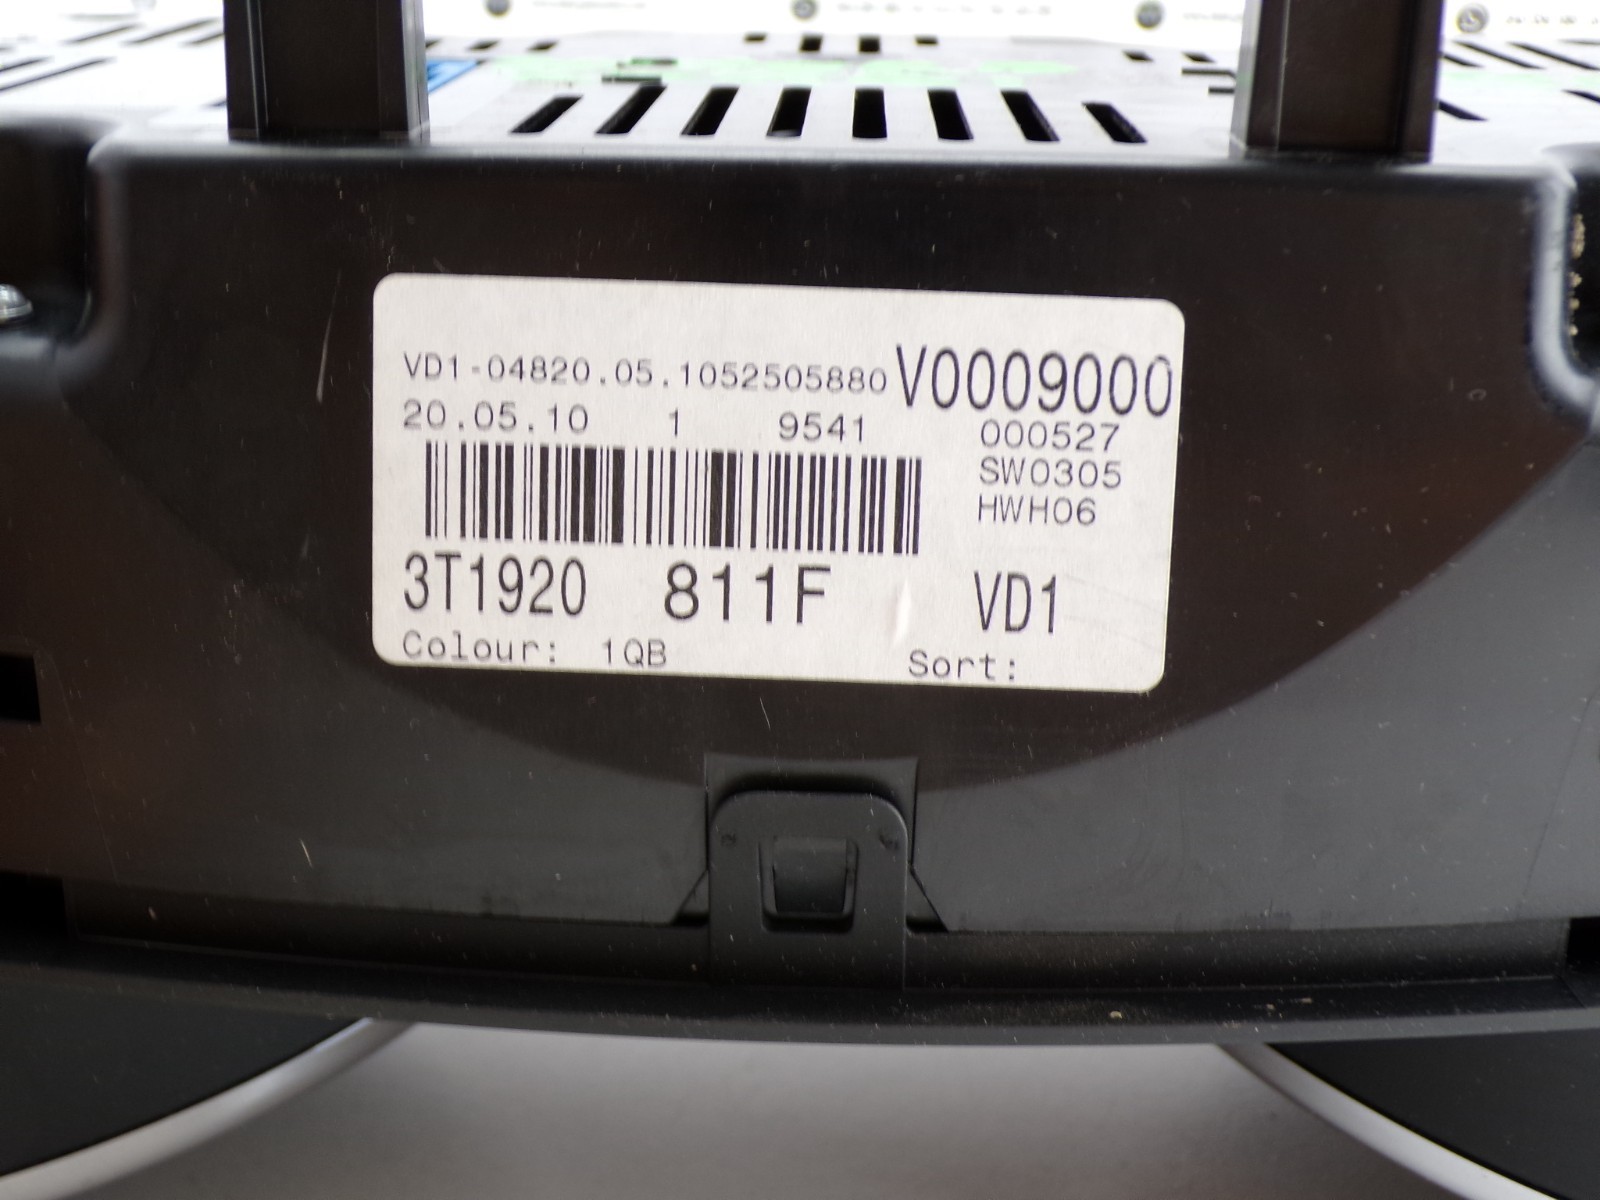 VD1-04820.05.1052505880 V0009000
20.05.10 1 9541 000527
SW0305
HWH06
3T1920 811F VD1
Colour: 1QB Sort: